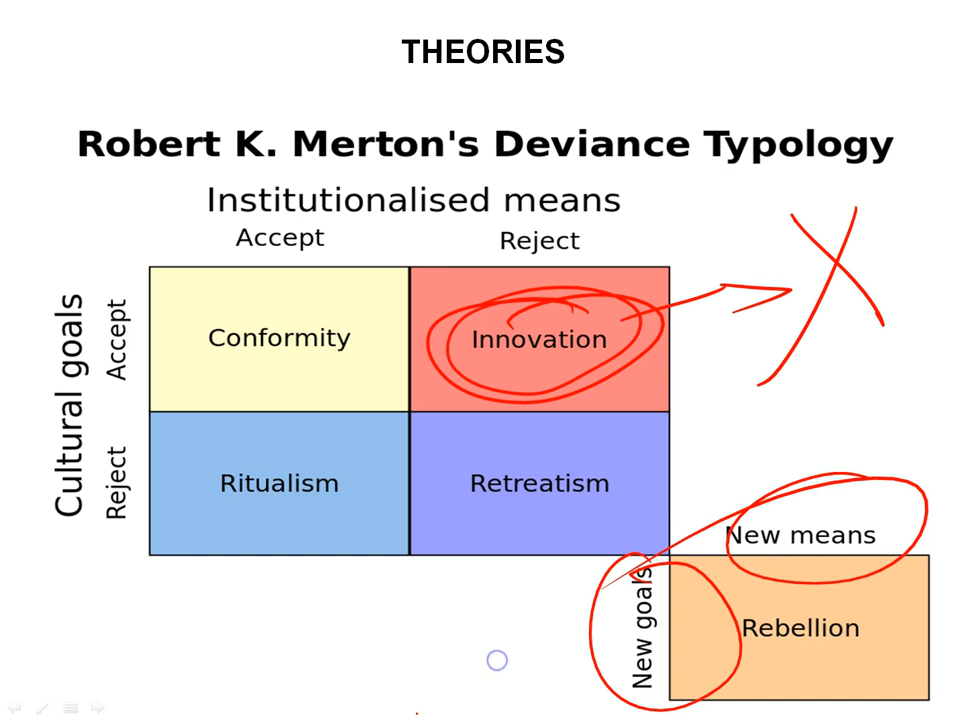 THEORIES
Robert K. Merton's Deviance Typology
Institutionalised means
Accept
Reject
Cultural goals
Accept
Reject
Conformity
Innovation
Ritualism
Retreatism
New means
New goals
Rebellion